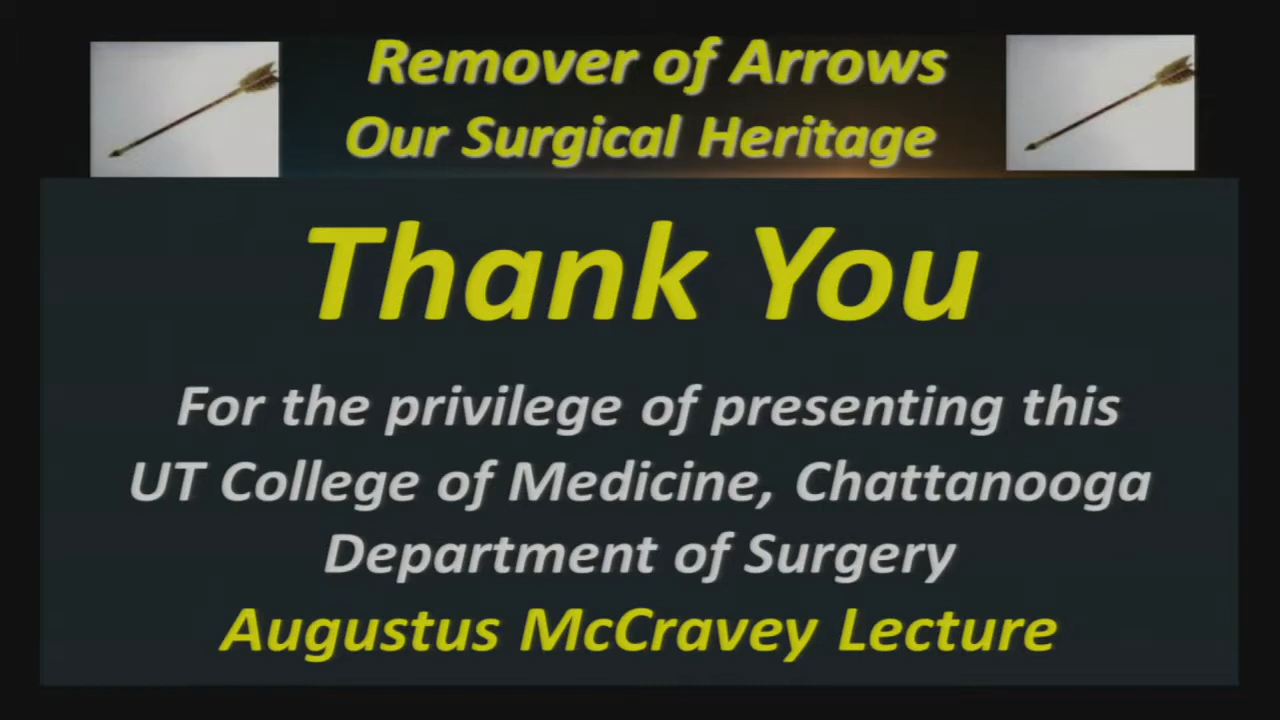 Remover of Arrows
Our Surgical Heritage
Thank You
For the privilege of presenting this
UT College of Medicine, Chattanooga
Department of Surgery
Augustus McCravey Lecture